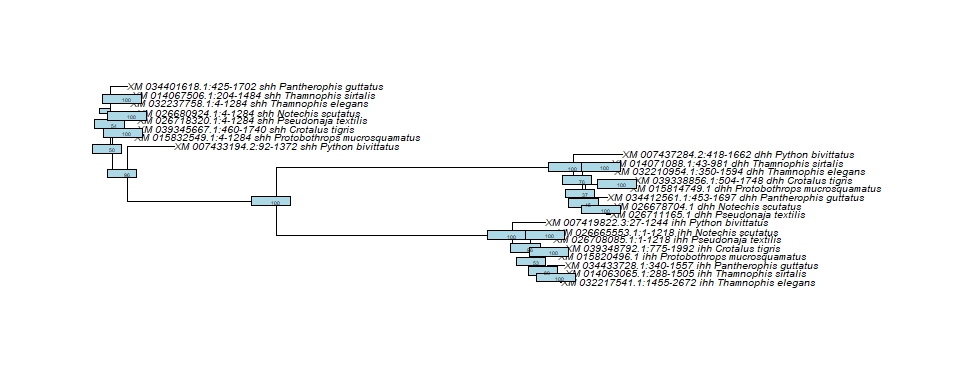 XM 034401618.1:425-1702 shh Pantherophis guttatus
XM 014067506.1:204-1484 shh Thamnophis sirtalis
XM 032237758.1:4-1284 shh Thamnophis elegans
XM 026680924.1:4-1284 shh Notechis scutatus
XM 026718320.1:4-1284 shh Pseudonaja textilis
XM 039345667.1:460-1740 shh Crotalus tigris
XM 015832549.1:4-1284 shh Protobothrops mucrosquamatus
XM 007433194.2:92-1372 shh Python bivittatus
XM 007437284.2:418-1662 dhh Python bivittatus
XM 014071088.1:43-981 dhh Thamnophis sirtalis
XM 032210954.1:350-1594 dhh Thamnophis elegans
XM 039338856.1:504-1748 dhh Crotalus tigris
XM 015814749.1 dhh Protobothrops mucrosquamatus
XM 034412561.1:453-1697 dhh Pantherophis guttatus
XM 026678704.1 dhh Notechis scutatus
XM 026711165.1 dhh Pseudonaja textilis
XM 007419822.3:27-1244 ihh Python bivittatus
XM 026665553.1:1-1218 ihh Notechis scutatus
XM 026708085.1:1-1218 ihh Pseudonaja textilis
XM 039348792.1:775-1992 ihh Crotalus tigris
XM 015820496.1 ihh Protobothrops mucrosquamatus
XM 034433728.1:340-1557 ihh Pantherophis guttatus
XM 014063065.1:288-1505 ihh Thamnophis sirtalis
XM 032217541.1:1455-2672 ihh Thamnophis elegans
100
100
100
96
100
100
100
100
100
100
100
100
100